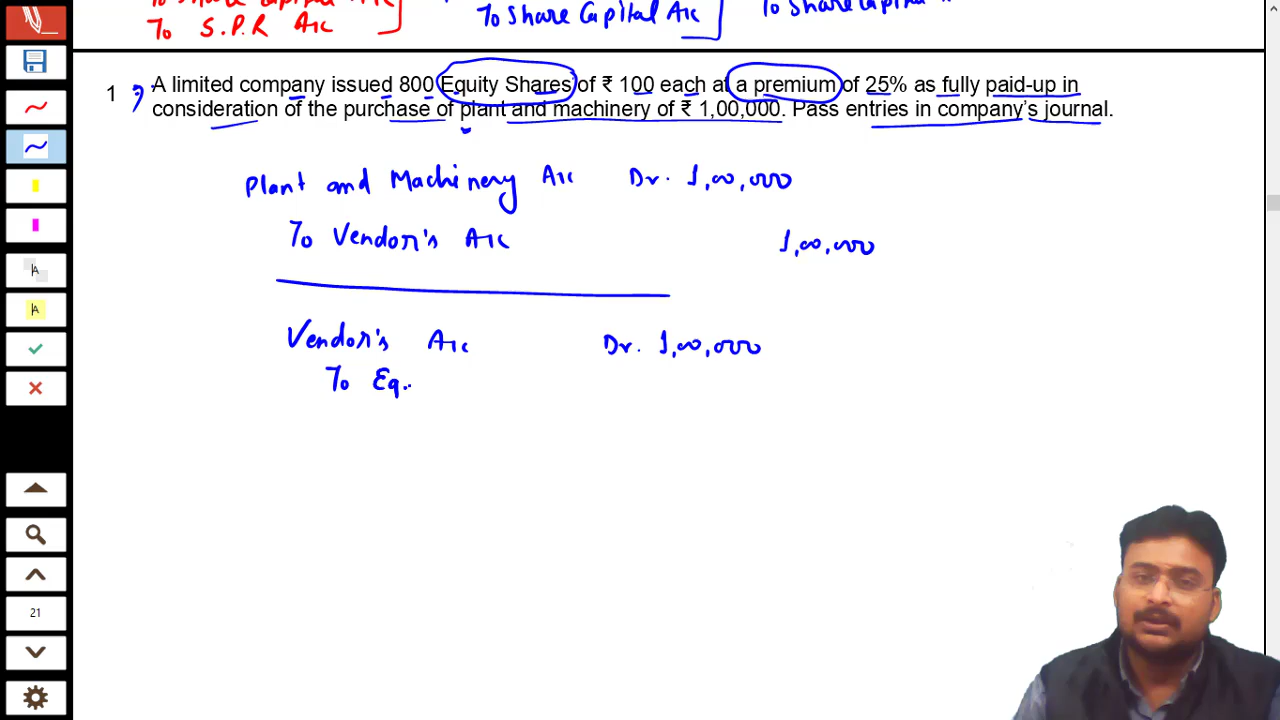 To Share Capital A/c
To S.P.R A/c
To Share Capital A/c
To Share Capital
1) A limited company issued 800 Equity Shares of ₹ 100 each at a premium of 25% as fully paid-up in
consideration of the purchase of plant and machinery of ₹ 1,00,000. Pass entries in company's journal.
Plant and Machinery A/c Dr. 1,00,000
To Vendor's A/c 1,00,000
Vendor's A/c Dr. 1,00,000
To Eq.
A
A
21